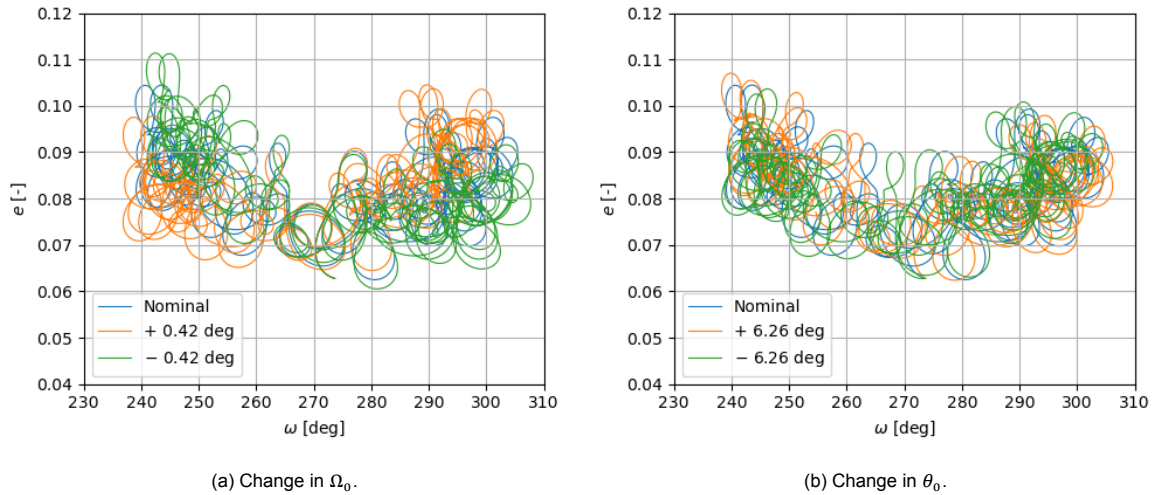 0.12
0.11
0.10
0.09
0.08
0.07
0.06
0.05
0.04
e [-]
230 240 250 260 270 280 290 300 310
ω [deg]
Nominal
+ 0.42 deg
− 0.42 deg
(a) Change in Ω₀.
0.12
0.11
0.10
0.09
0.08
0.07
0.06
0.05
0.04
e [-]
230 240 250 260 270 280 290 300 310
ω [deg]
Nominal
+ 6.26 deg
− 6.26 deg
(b) Change in θ₀.